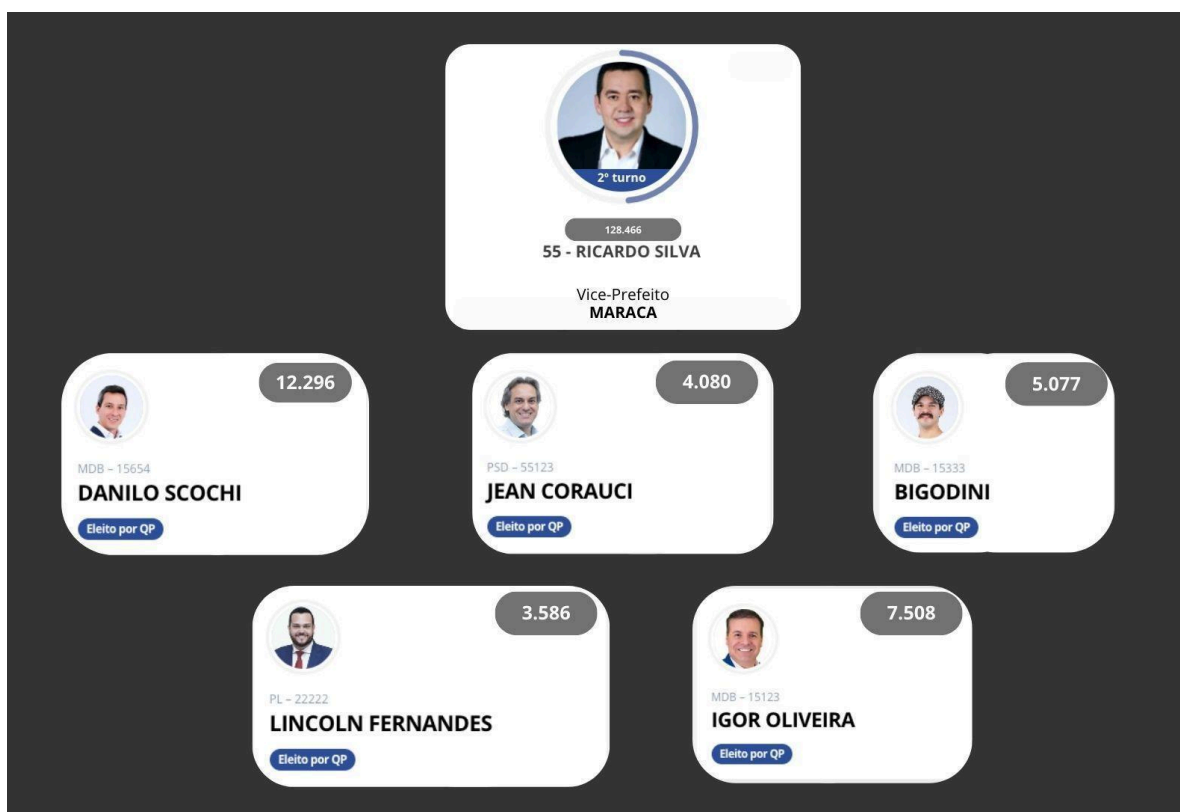 2º turno
128.466
55 - RICARDO SILVA
Vice-Prefeito
MARACA
12.296
MDB – 15654
DANILO SCOCHI
Eleito por QP
4.080
PSD – 55123
JEAN CORAUCI
Eleito por QP
5.077
MDB – 15333
BIGODINI
Eleito por QP
3.586
PL – 22222
LINCOLN FERNANDES
Eleito por QP
7.508
MDB – 15123
IGOR OLIVEIRA
Eleito por QP